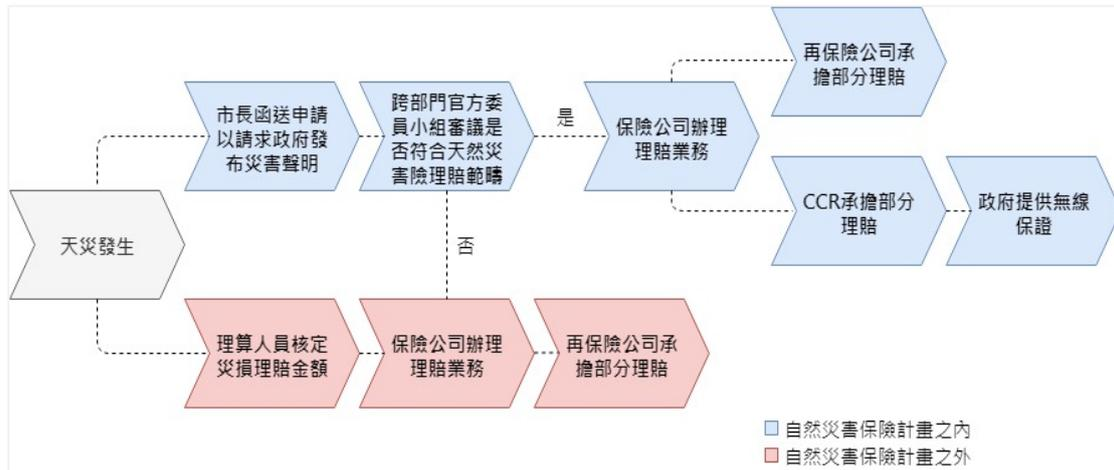 再保險公司承
擔部分理賠
市長函送申請
以請求政府發
布災害聲明
跨部門官方委
員小組審議是
否符合天然災
害險理賠範疇
是
保險公司辦理
理賠業務
CCR承擔部分
理賠
政府提供無線
保證
天災發生
否
理算人員核定
災損理賠金額
保險公司辦理
理賠業務
再保險公司承
擔部分理賠
自然災害保險計畫之內
自然災害保險計畫之外